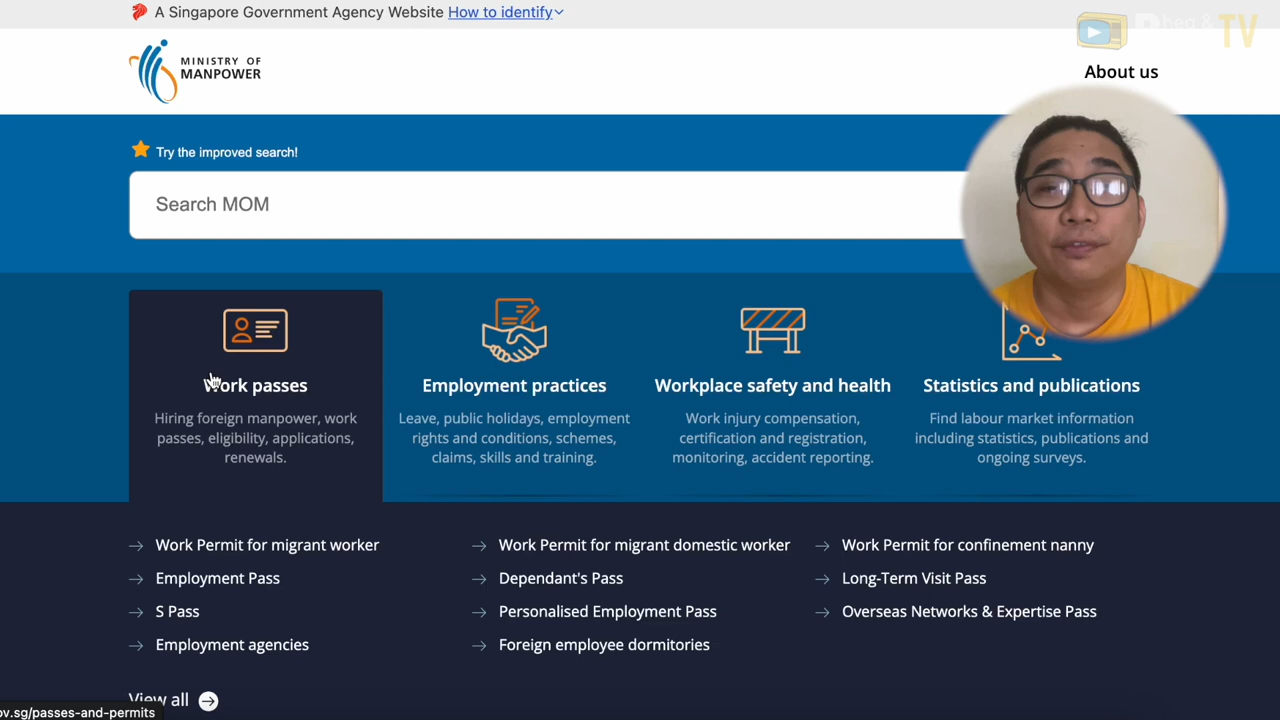 A Singapore Government Agency Website How to identify
MINISTRY OF
MANPOWER
TV
About us
Try the improved search!
Search MOM
Work passes
Hiring foreign manpower, work
passes, eligibility, applications,
renewals.
Employment practices
Leave, public holidays, employment
rights and conditions, schemes,
claims, skills and training.
Workplace safety and health
Work injury compensation,
certification and registration,
monitoring, accident reporting.
Statistics and publications
Find labour market information
including statistics, publications and
ongoing surveys.
Work Permit for migrant worker
Work Permit for migrant domestic worker
Work Permit for confinement nanny
Employment Pass
Dependant's Pass
Long-Term Visit Pass
S Pass
Personalised Employment Pass
Overseas Networks & Expertise Pass
Employment agencies
Foreign employee dormitories
View all
ov.sg/passes-and-permits